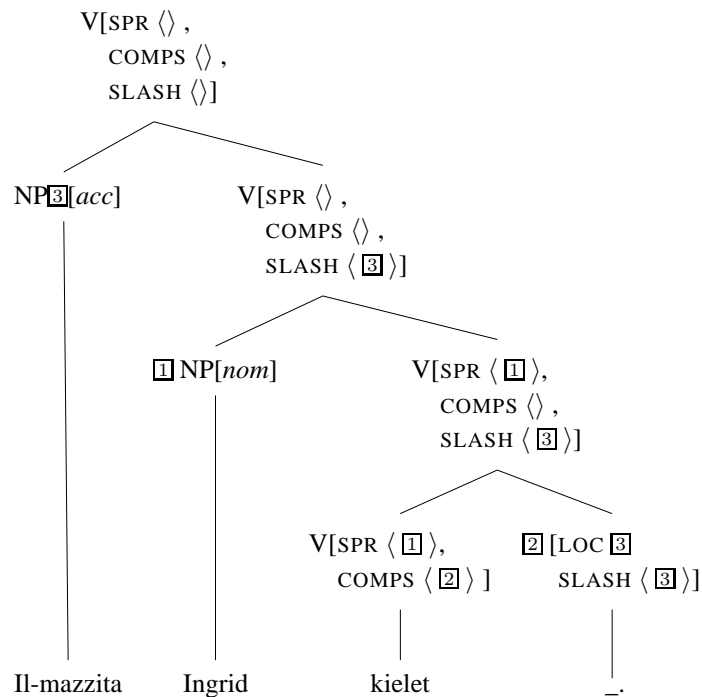 V[SPR ⟨⟩ ,
COMPS ⟨⟩ ,
SLASH ⟨⟩]
NP3[acc] V[SPR ⟨⟩ ,
COMPS ⟨⟩ ,
SLASH ⟨ 3 ⟩]
1 NP[nom] V[SPR ⟨ 1 ⟩,
COMPS ⟨⟩ ,
SLASH ⟨ 3 ⟩]
V[SPR ⟨ 1 ⟩, 2 [LOC 3
COMPS ⟨ 2 ⟩ ] SLASH ⟨ 3 ⟩]
Il-mazzita Ingrid kielet _.